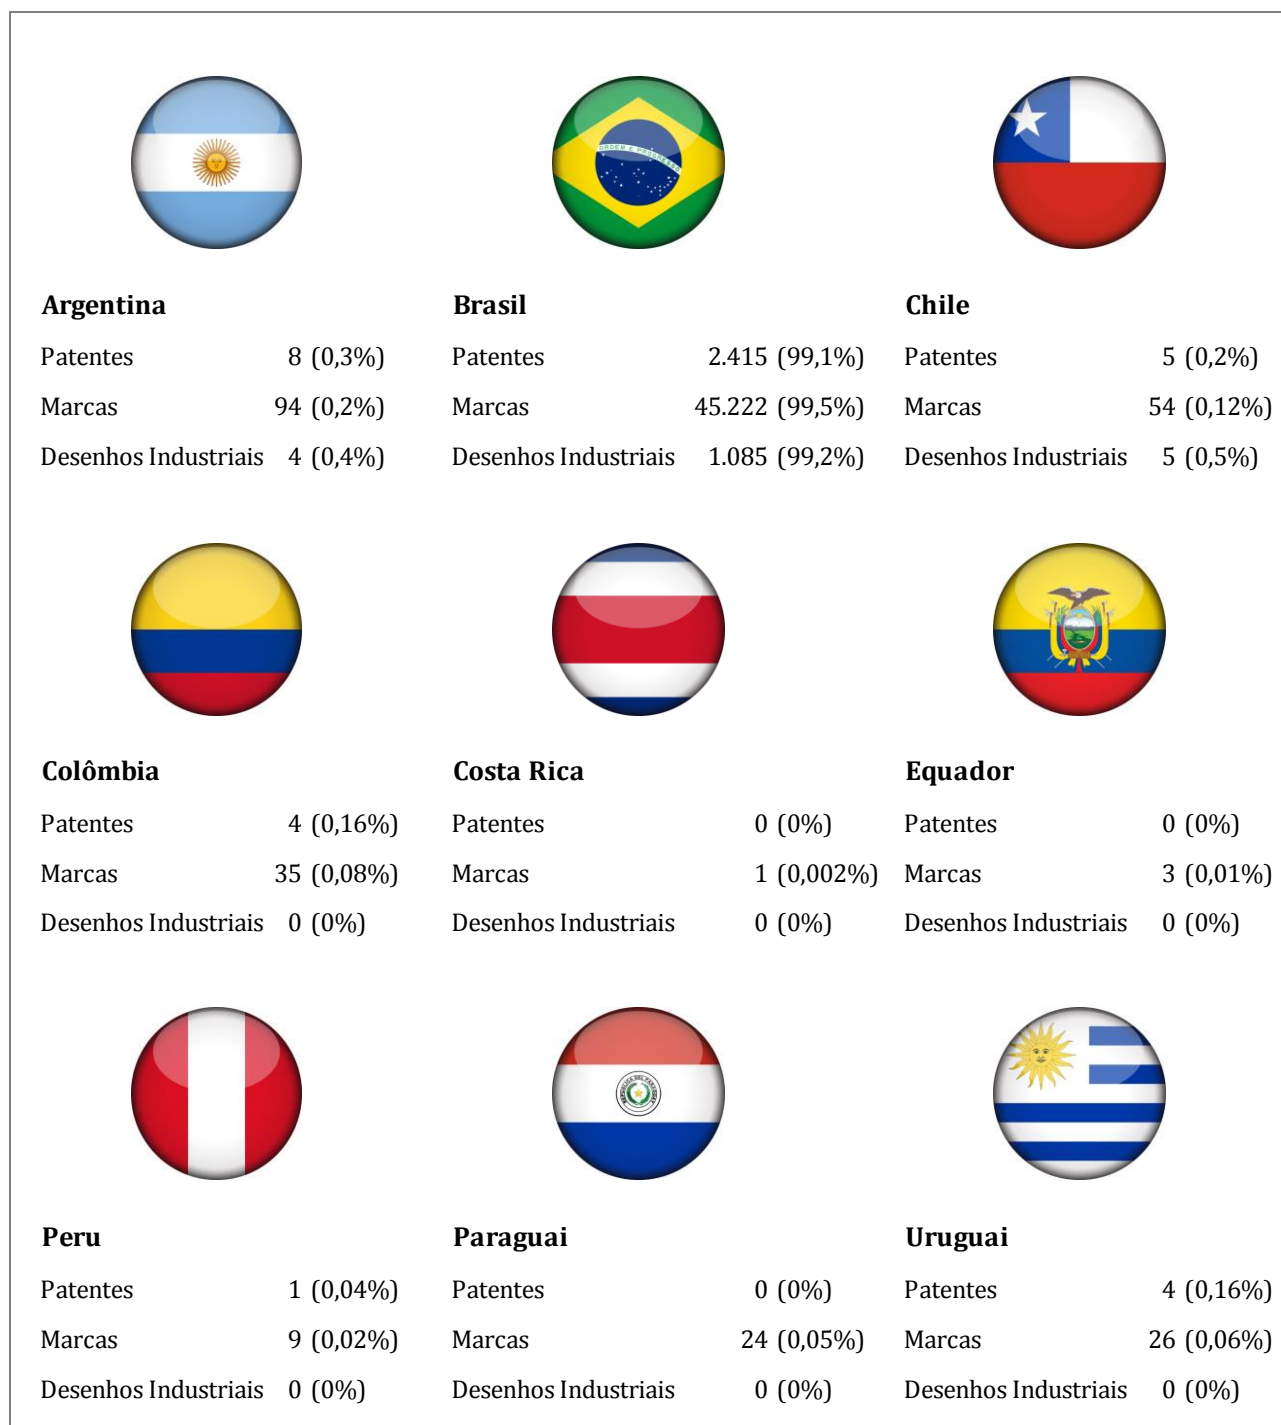 ORDEM E PROGRESSO
Argentina
Patentes 8 (0,3%)
Marcas 94 (0,2%)
Desenhos Industriais 4 (0,4%)
Brasil
Patentes 2.415 (99,1%)
Marcas 45.222 (99,5%)
Desenhos Industriais 1.085 (99,2%)
Chile
Patentes 5 (0,2%)
Marcas 54 (0,12%)
Desenhos Industriais 5 (0,5%)
Colômbia
Patentes 4 (0,16%)
Marcas 35 (0,08%)
Desenhos Industriais 0 (0%)
Costa Rica
Patentes 0 (0%)
Marcas 1 (0,002%)
Desenhos Industriais 0 (0%)
Equador
Patentes 0 (0%)
Marcas 3 (0,01%)
Desenhos Industriais 0 (0%)
REPUBLICA DEL PARAGUAY
Peru
Patentes 1 (0,04%)
Marcas 9 (0,02%)
Desenhos Industriais 0 (0%)
Paraguai
Patentes 0 (0%)
Marcas 24 (0,05%)
Desenhos Industriais 0 (0%)
Uruguai
Patentes 4 (0,16%)
Marcas 26 (0,06%)
Desenhos Industriais 0 (0%)